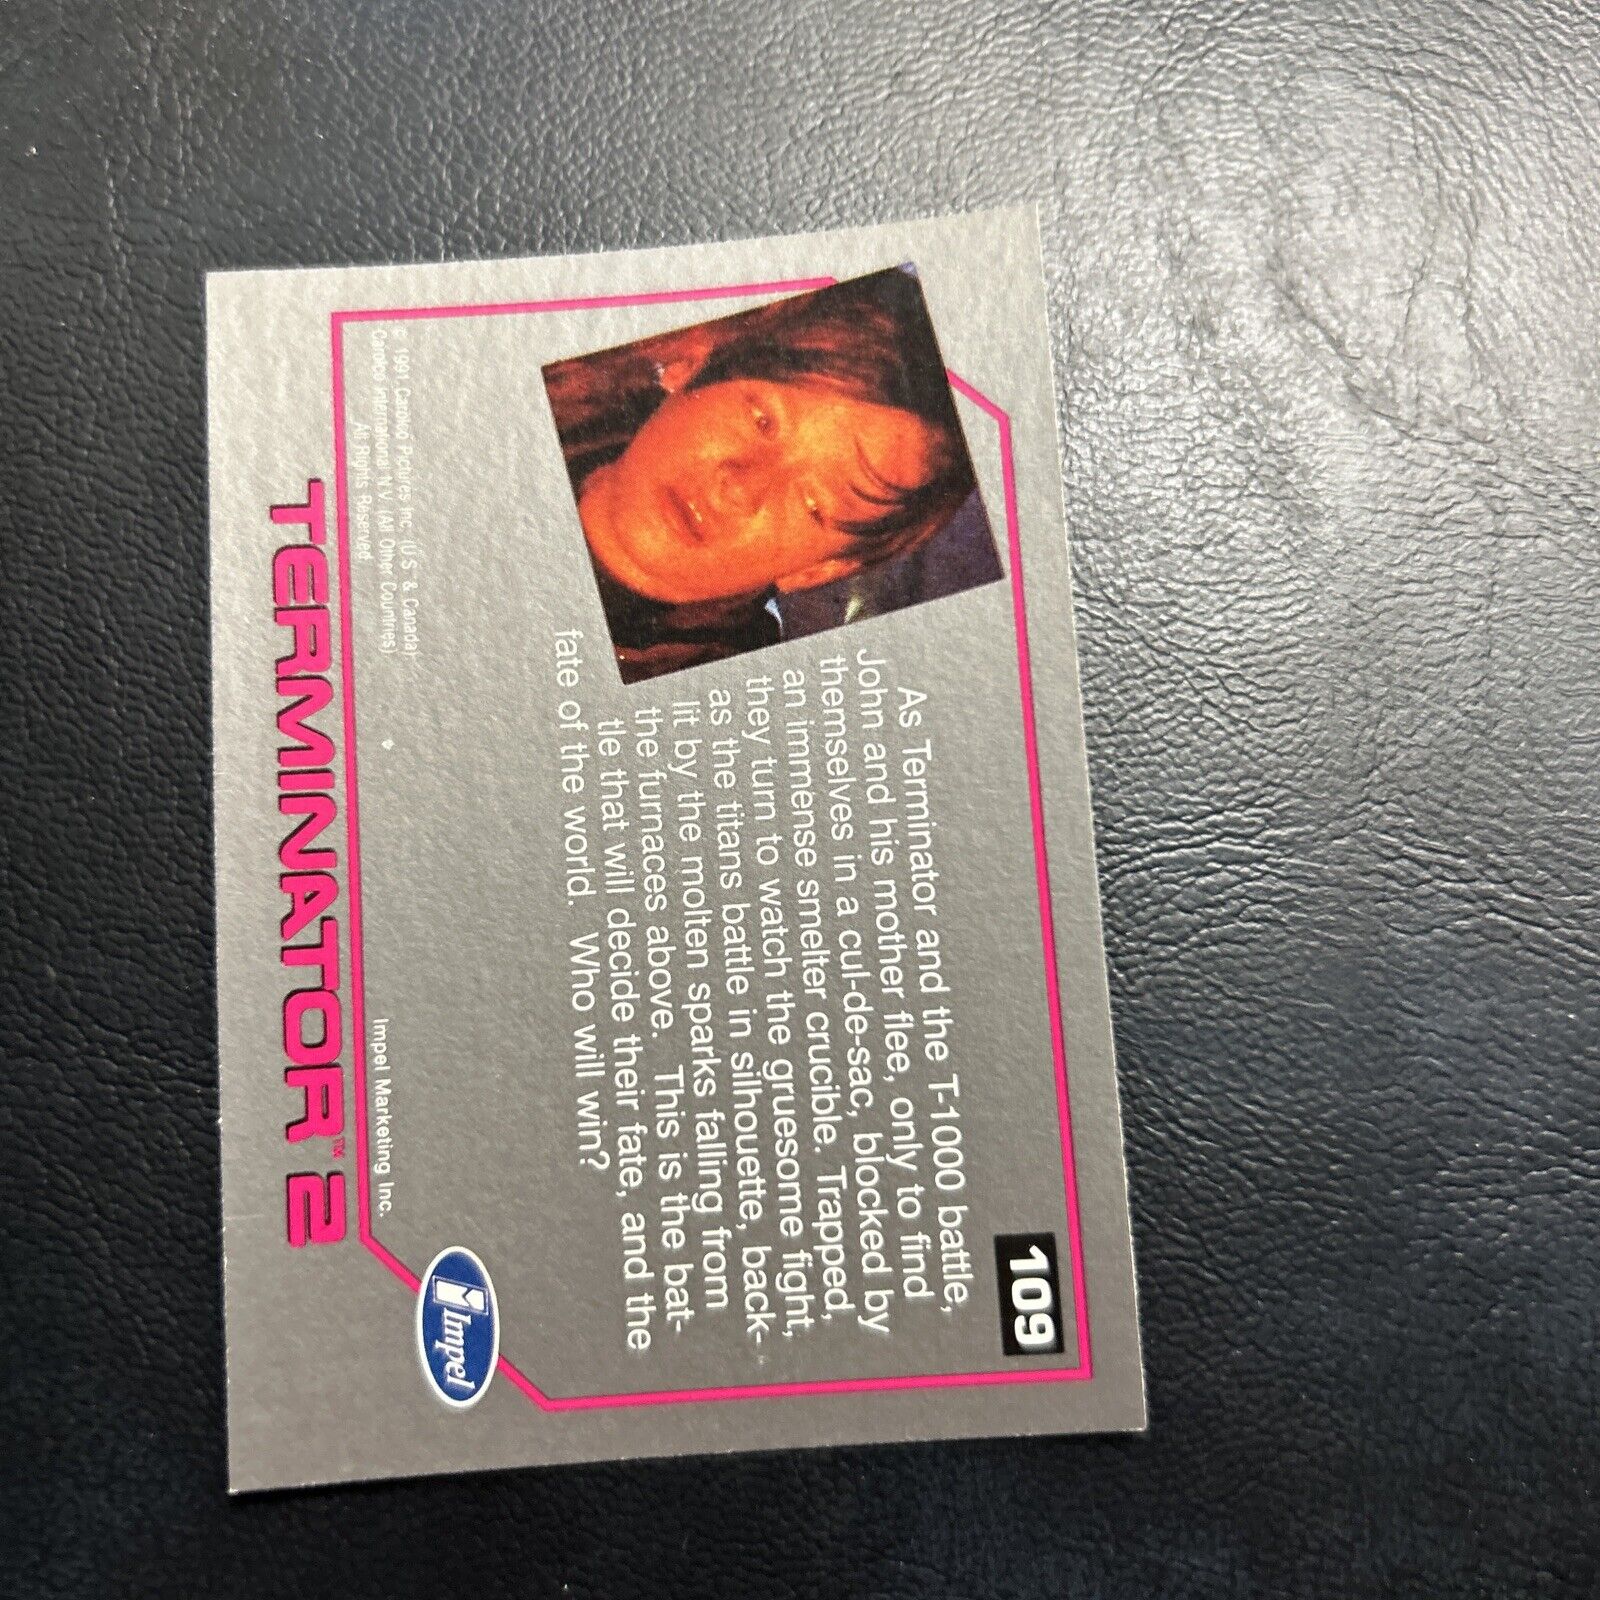 109
As Terminator and the T-1000 battle,
John and his mother flee, only to find
themselves in a cul-de-sac, blocked by
an immense smelter crucible. Trapped,
they turn to watch the gruesome fight,
as the titans battle in silhouette, back-
lit by the molten sparks falling from
the furnaces above. This is the bat-
tle that will decide their fate, and the
fate of the world. Who will win?
© 1991 Carolco Pictures Inc. (U.S. & Canada)
Carolco International N.V. (All Other Countries)
All Rights Reserved
Impel Marketing Inc.
Impel
TERMINATOR™ 2